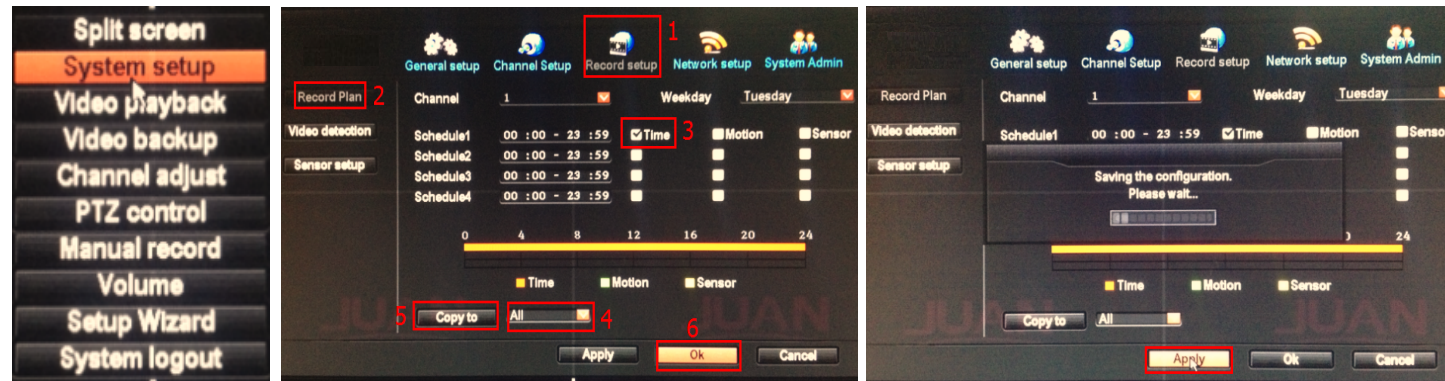 Split screen
System setup
Video playback
Video backup
Channel adjust
PTZ control
Manual record
Volume
Setup Wizard
System logout
1
General setup Channel Setup Record setup Network setup System Admin
Record Plan 2 Channel 1 Weekday Tuesday
Video detection Schedule1 00 :00 - 23 :59 Time 3 Motion Sensor
Sensor setup Schedule2 00 :00 - 23 :59
Schedule3 00 :00 - 23 :59
Schedule4 00 :00 - 23 :59
0 4 8 12 16 20 24
Time Motion Sensor
JUAN JUAN
5 Copy to All 4
6
Apply Ok Cancel
General setup Channel Setup Record setup Network setup System Admin
Record Plan Channel 1 Weekday Tuesday
Video detection Schedule1 00 :00 - 23 :59 Time Motion Senso
Sensor setup
Saving the configuration.
Please wait...
24
Time Motion Sensor
JUAN JUAN
Copy to All
Apply Ok Cancel